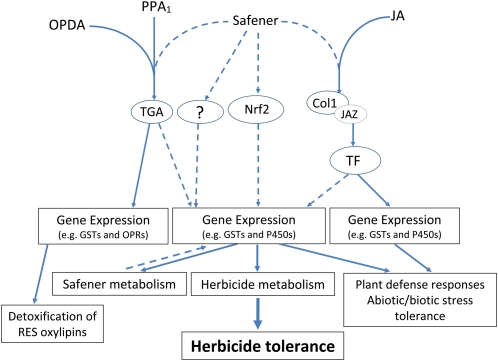 PPA1
Safener
OPDA
JA
TGA
?
Nrf2
Col1
JAZ
TF
Gene Expression
(e.g. GSTs and OPRs)
Gene Expression
(e.g. GSTs and P450s)
Gene Expression
(e.g. GSTs and P450s)
Safener metabolism
Herbicide metabolism
Plant defense responses
Abiotic/biotic stress
tolerance
Detoxification of
RES oxylipins
Herbicide tolerance